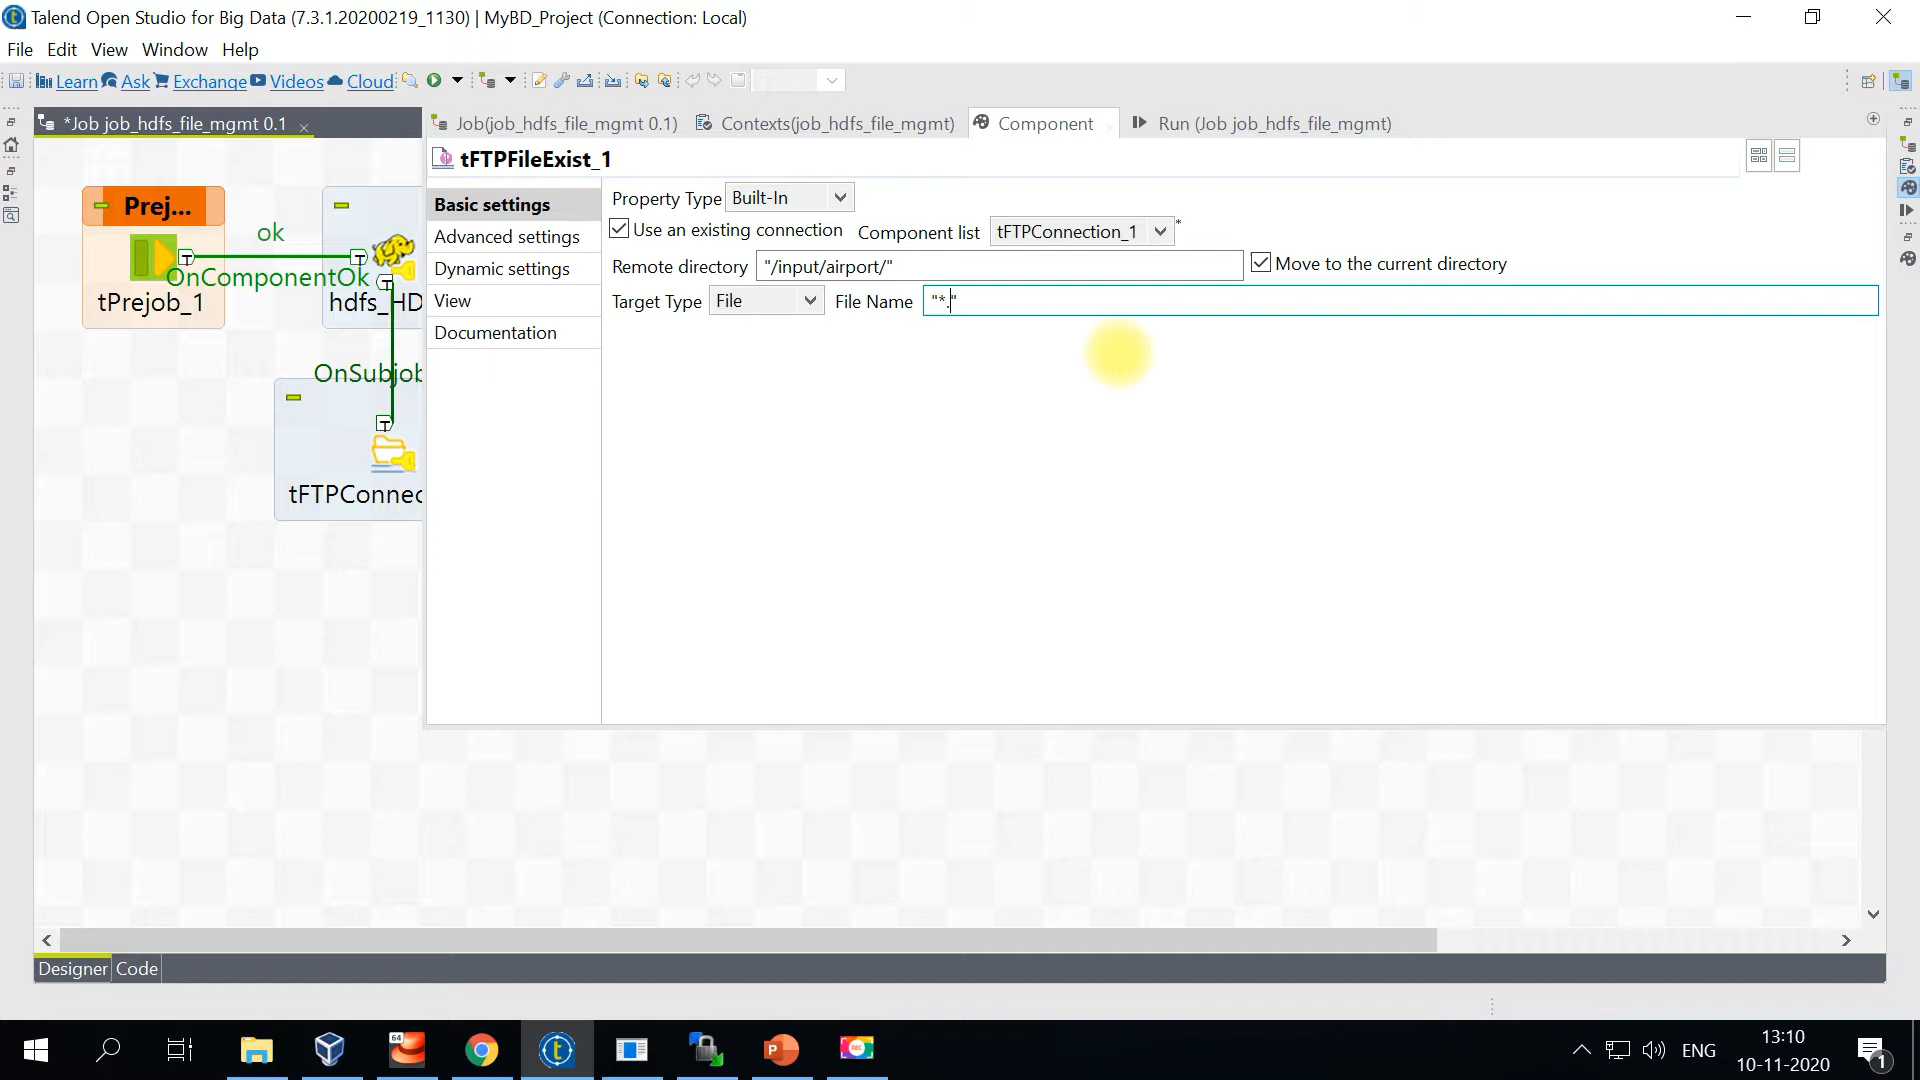 Talend Open Studio for Big Data (7.3.1.20200219_1130) | MyBD_Project (Connection: Local)
File Edit View Window Help
Learn Ask Exchange Videos Cloud
*Job job_hdfs_file_mgmt 0.1
Job(job_hdfs_file_mgmt 0.1) Contexts(job_hdfs_file_mgmt) Component Run (Job job_hdfs_file_mgmt)
tFTPFileExist_1
Basic settings
Advanced settings
Dynamic settings
View
Documentation
Property Type Built-In
Use an existing connection Component list tFTPConnection_1 *
Remote directory "/input/airport/" Move to the current directory
Target Type File File Name "*."
Prej...
ok
OnComponentOk
tPrejob_1
hdfs_HD
OnSubjob
tFTPConnec
Designer Code
64
P
REC
ENG
13:10
10-11-2020
1